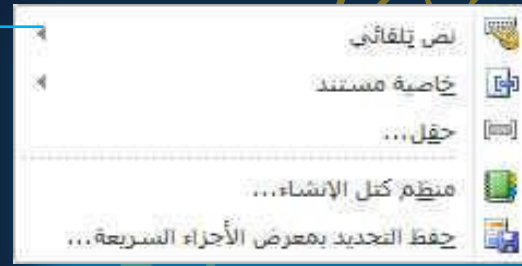 نص تلقائي
خاصية مستند
حقل...
منظم كتل الإنشاء...
حفظ التحديد بمعرض الأجزاء السريعة...